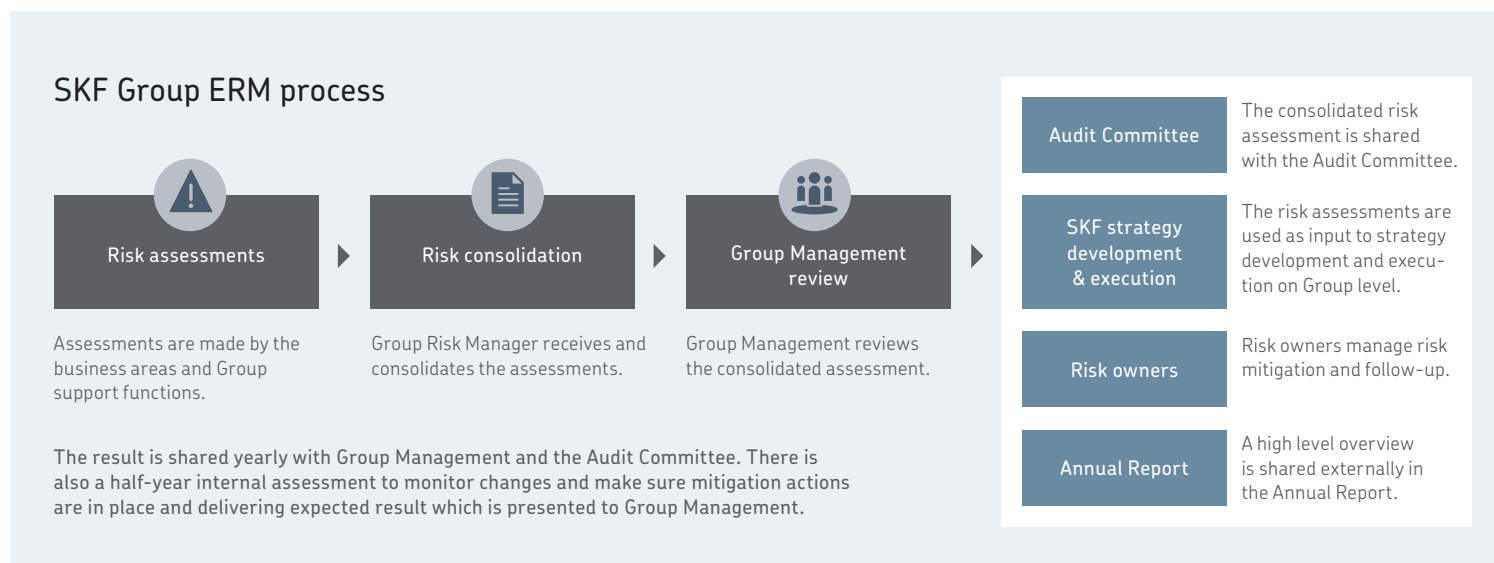 SKF Group ERM process
Risk assessments
Assessments are made by the
business areas and Group
support functions.
Risk consolidation
Group Risk Manager receives and
consolidates the assessments.
Group Management
review
Group Management reviews
the consolidated assessment.
The result is shared yearly with Group Management and the Audit Committee. There is
also a half-year internal assessment to monitor changes and make sure mitigation actions
are in place and delivering expected result which is presented to Group Management.
Audit Committee
The consolidated risk
assessment is shared
with the Audit Committee.
SKF strategy
development
& execution
The risk assessments are
used as input to strategy
development and execu-
tion on Group level.
Risk owners
Risk owners manage risk
mitigation and follow-up.
Annual Report
A high level overview
is shared externally in
the Annual Report.